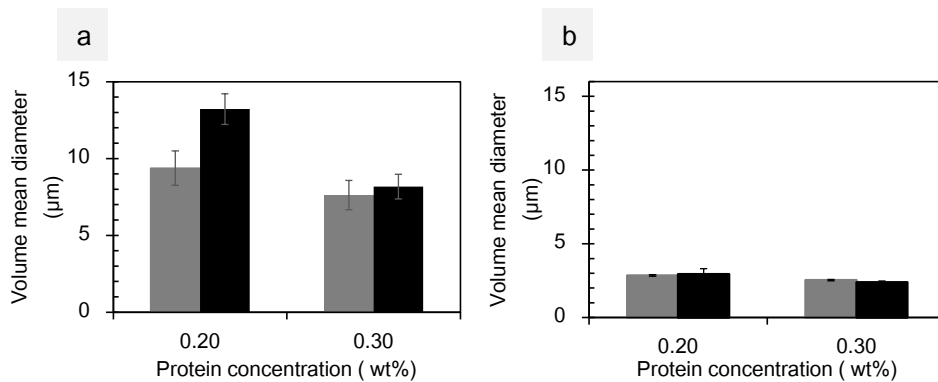 a
Volume mean diameter
(µm)
15
10
5
0
0.20
0.30
Protein concentration ( wt%)
b
Volume mean diameter
(µm)
15
10
5
0
0.20
0.30
Protein concentration ( wt%)